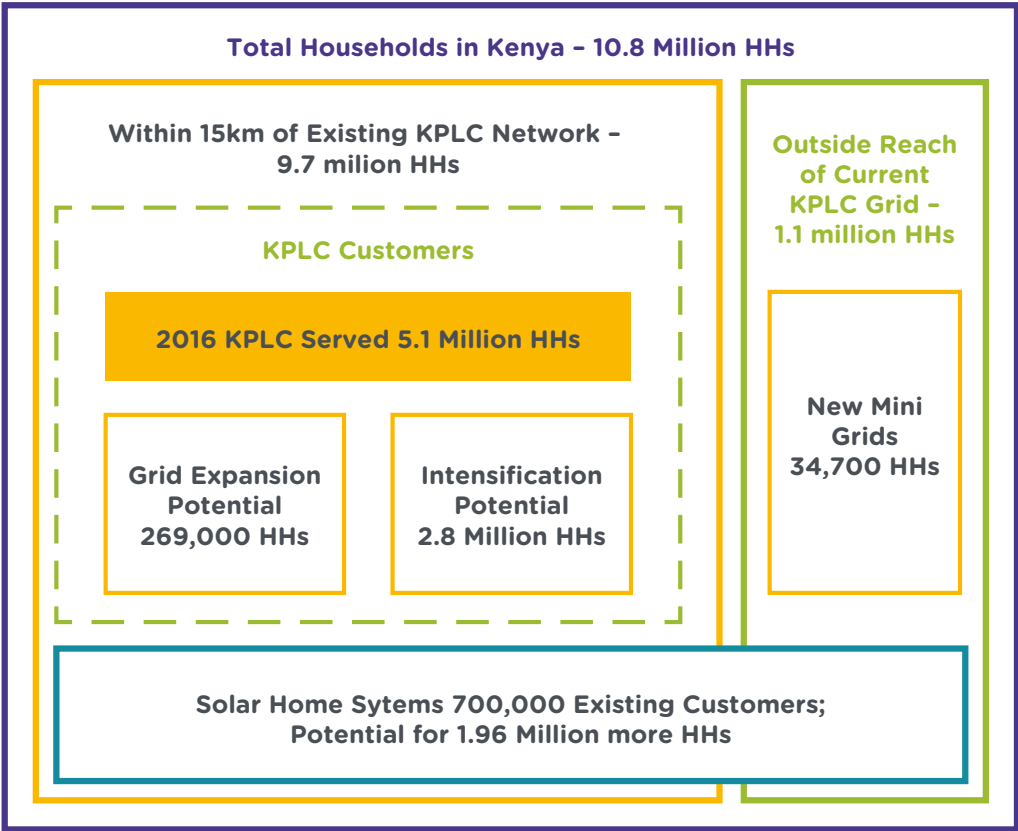 Total Households in Kenya – 10.8 Million HHs
Within 15km of Existing KPLC Network –
9.7 milion HHs
KPLC Customers
2016 KPLC Served 5.1 Million HHs
Grid Expansion
Potential
269,000 HHs
Intensification
Potential
2.8 Million HHs
Outside Reach
of Current
KPLC Grid –
1.1 million HHs
New Mini
Grids
34,700 HHs
Solar Home Sytems 700,000 Existing Customers;
Potential for 1.96 Million more HHs